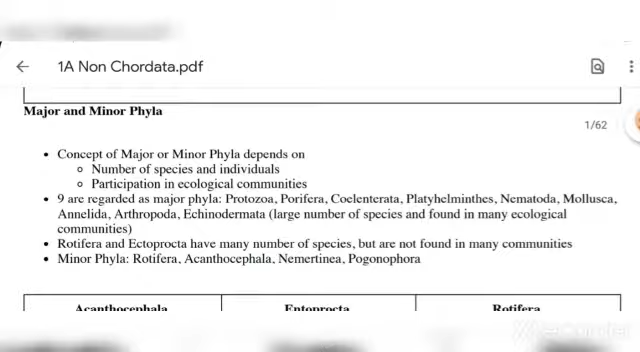 1A Non Chordata.pdf
Major and Minor Phyla
1/62
• Concept of Major or Minor Phyla depends on
o Number of species and individuals
o Participation in ecological communities
• 9 are regarded as major phyla: Protozoa, Porifera, Coelenterata, Platyhelminthes, Nematoda, Mollusca,
Annelida, Arthropoda, Echinodermata (large number of species and found in many ecological
communities)
• Rotifera and Ectoprocta have many number of species, but are not found in many communities
• Minor Phyla: Rotifera, Acanthocephala, Nemertinea, Pogonophora
Acanthocephala Entoprocta Rotifera